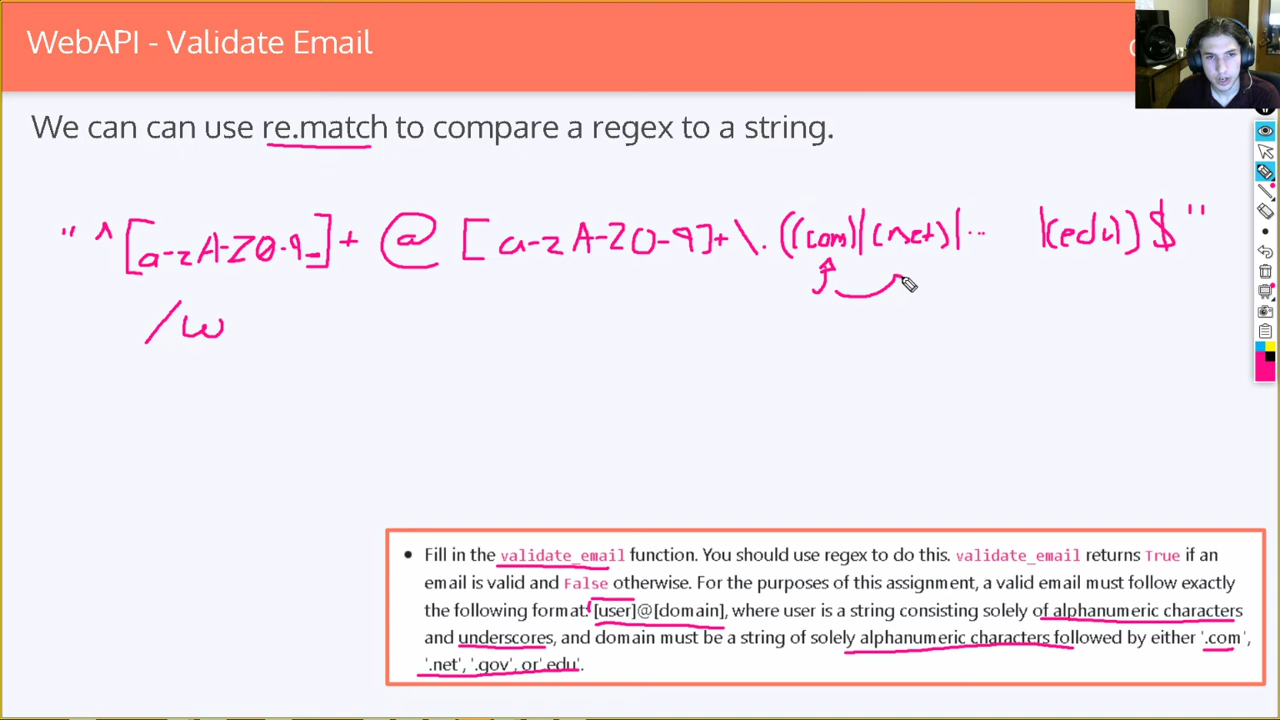 WebAPI - Validate Email
We can can use re.match to compare a regex to a string.
" ^[a-zA-Z0-9_]+ @ [a-zA-Z0-9]+\.((com)|(net)|... |(edu))$ "
/w
• Fill in the validate_email function. You should use regex to do this. validate_email returns True if an
email is valid and False otherwise. For the purposes of this assignment, a valid email must follow exactly
the following format: [user]@[domain], where user is a string consisting solely of alphanumeric characters
and underscores, and domain must be a string of solely alphanumeric characters followed by either '.com',
'.net', '.gov', or'.edu'.